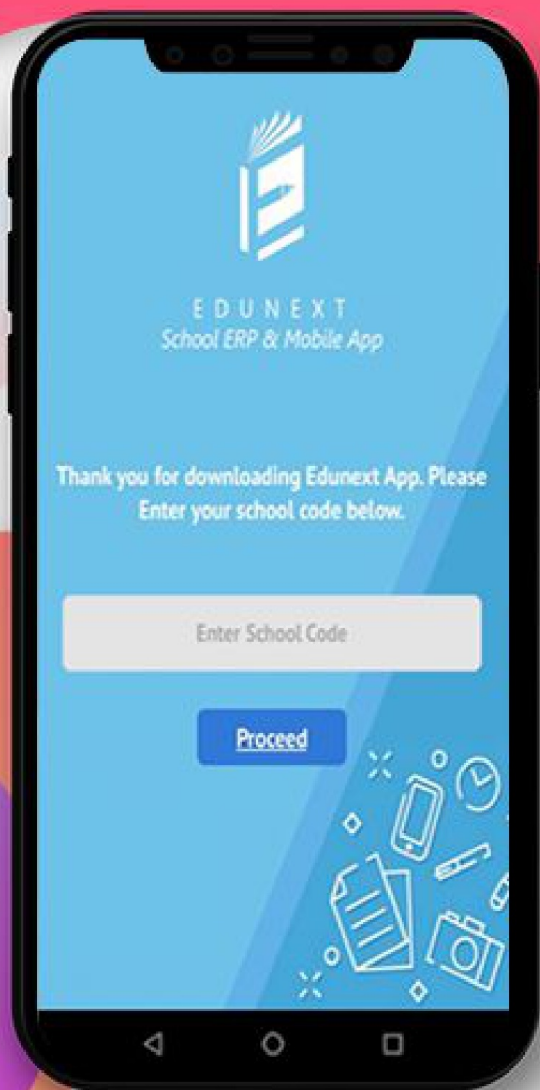 EDUNEXT
School ERP & Mobile App
Thank you for downloading Edunext App. Please
Enter your school code below.
Enter School Code
Proceed